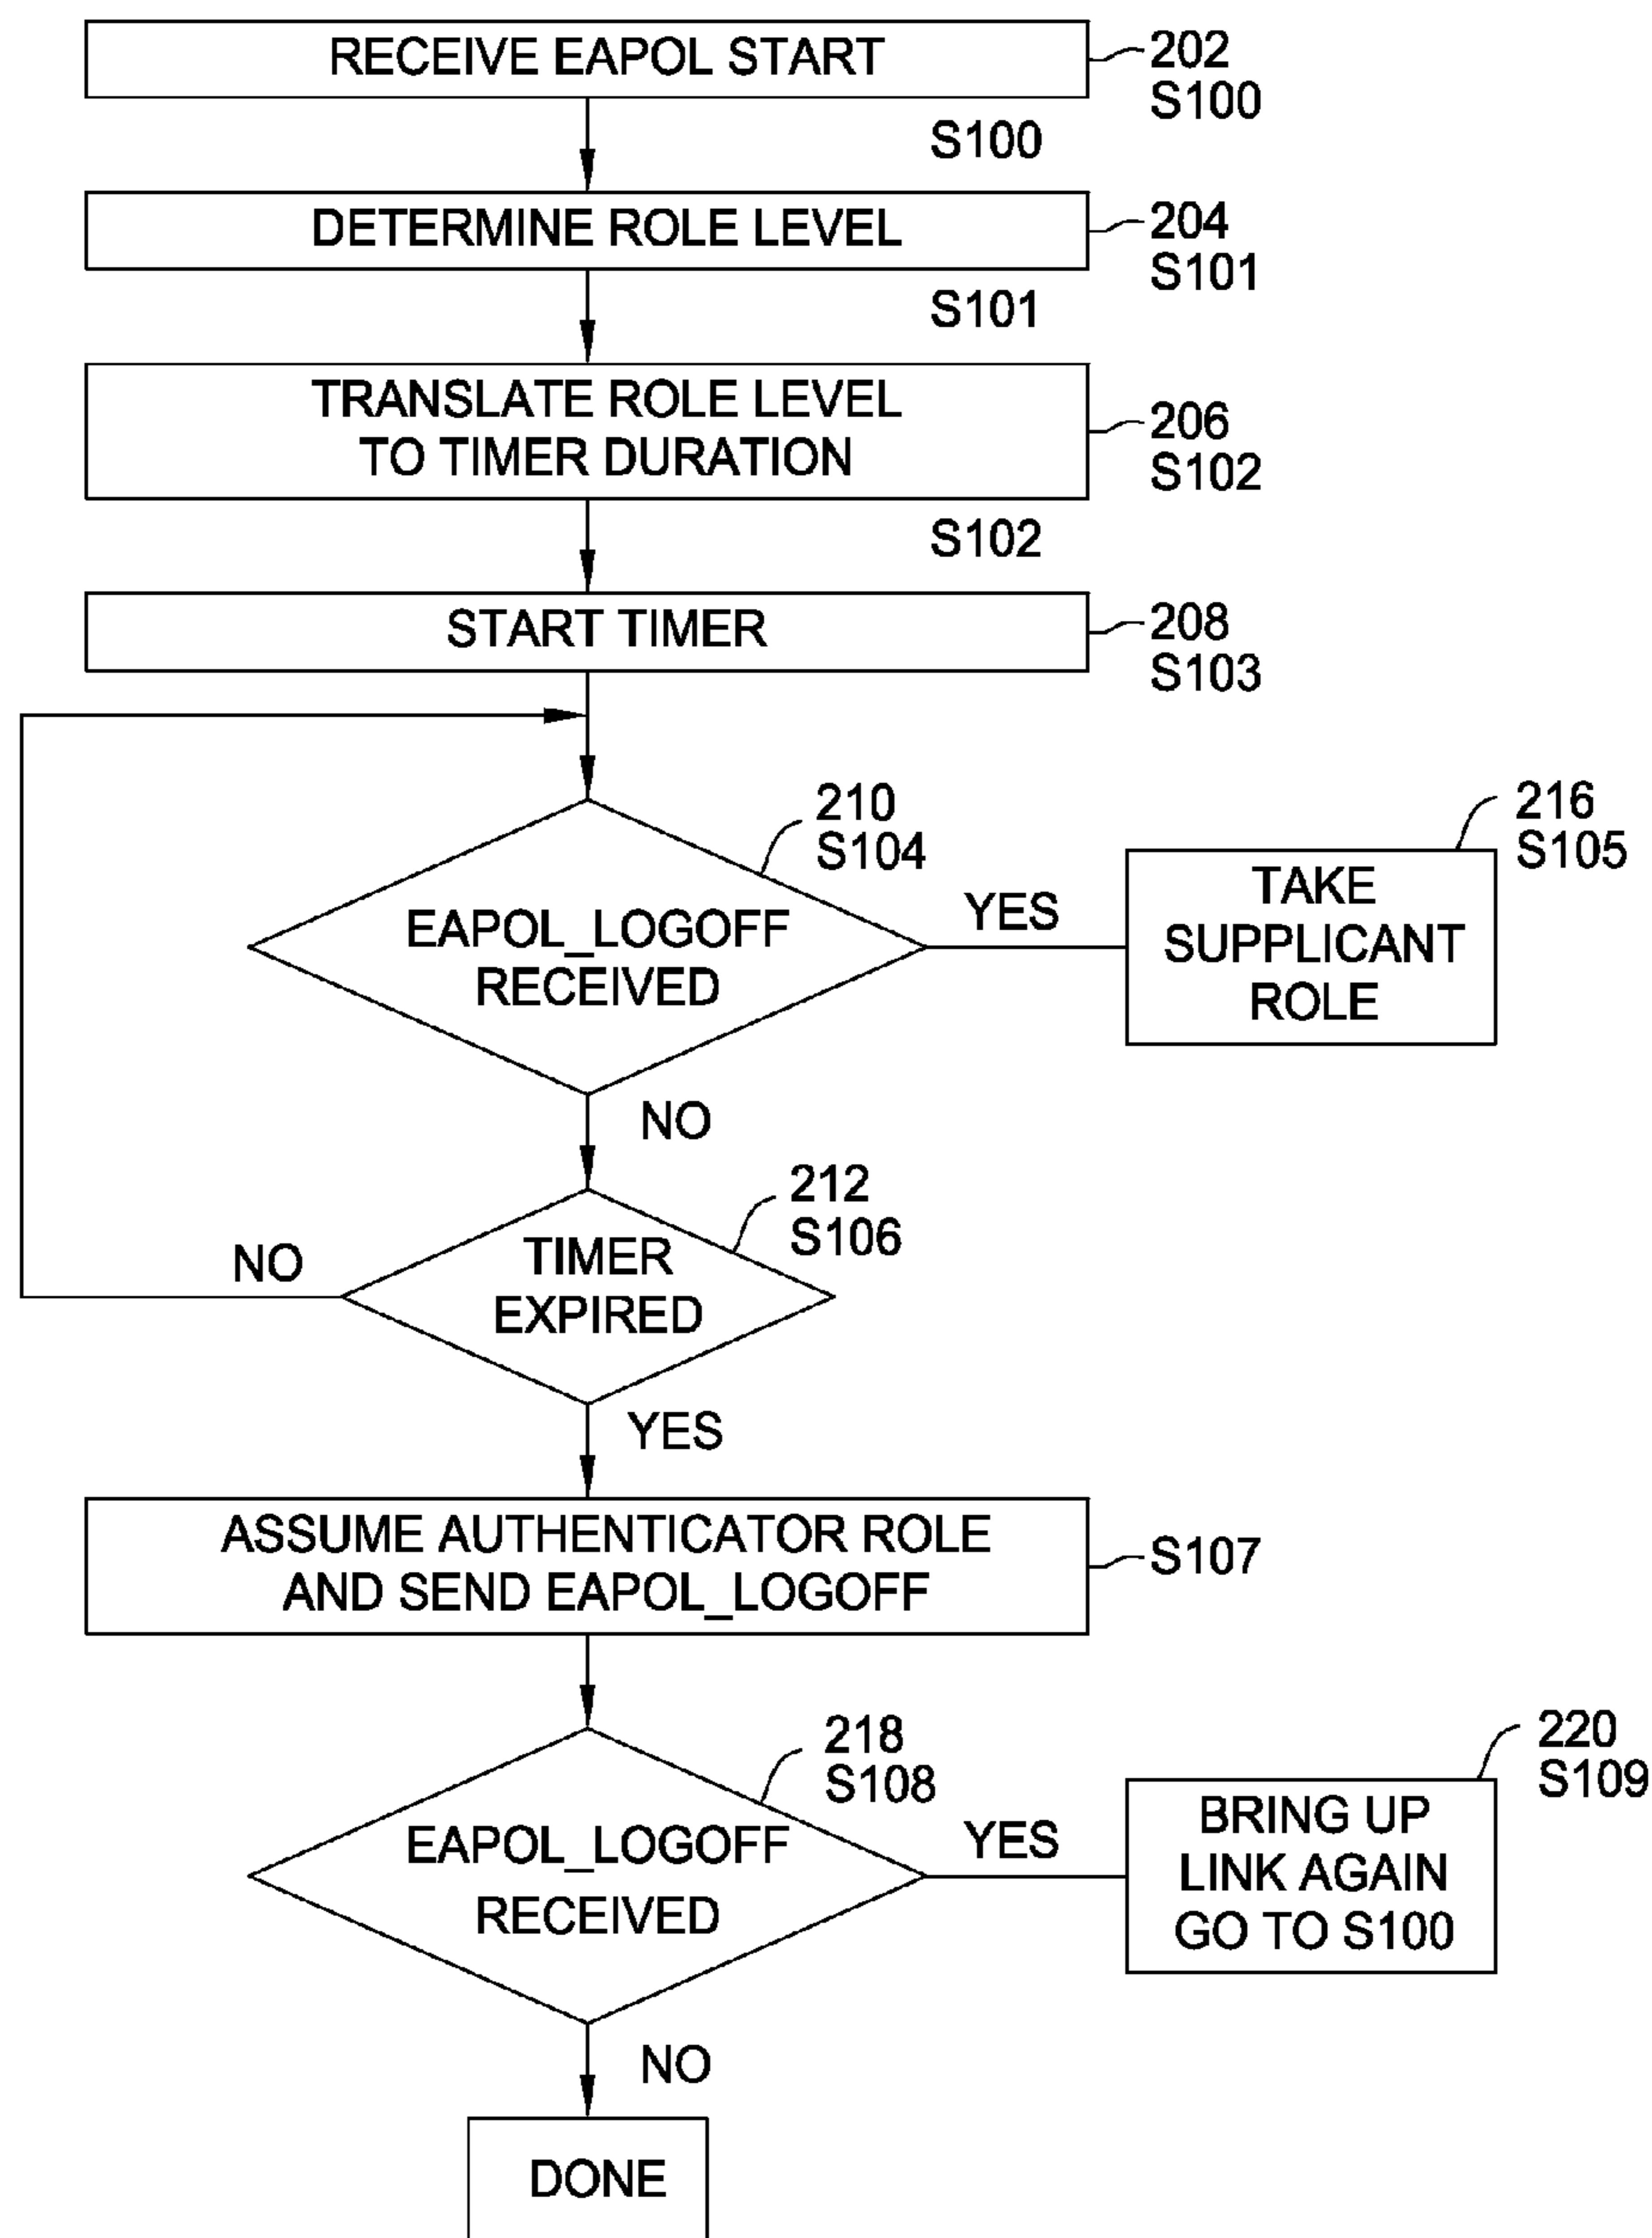 RECEIVE EAPOL START
202
S100
S100
DETERMINE ROLE LEVEL
204
S101
S101
TRANSLATE ROLE LEVEL
TO TIMER DURATION
206
S102
S102
START TIMER
208
S103
210
S104
EAPOL_LOGOFF
RECEIVED
YES
216
S105
TAKE
SUPPLICANT
ROLE
NO
212
S106
TIMER
EXPIRED
NO
YES
ASSUME AUTHENTICATOR ROLE
AND SEND EAPOL_LOGOFF
S107
218
S108
EAPOL_LOGOFF
RECEIVED
YES
220
S109
BRING UP
LINK AGAIN
GO TO S100
NO
DONE